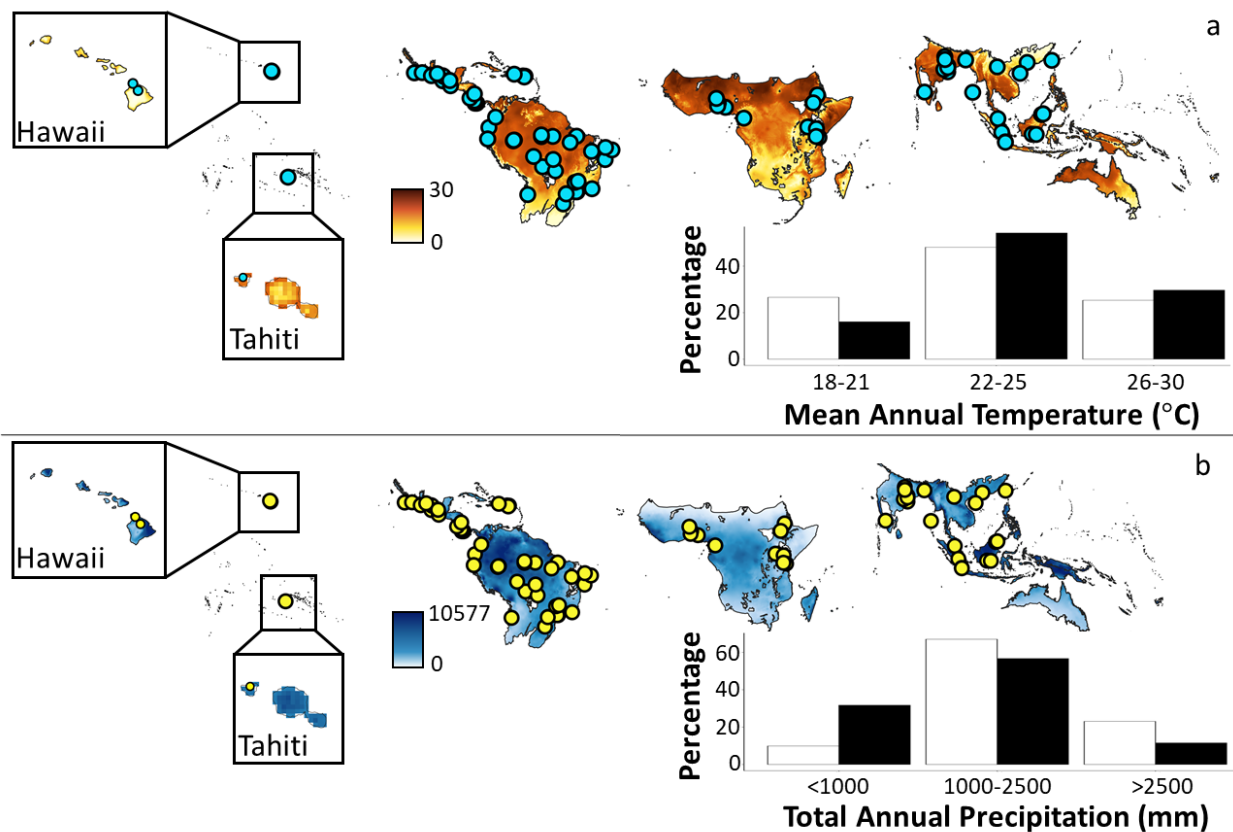 a
Hawaii
30
0
Tahiti
Percentage
40
20
0
18-21
22-25
26-30
Mean Annual Temperature (°C)
b
Hawaii
10577
0
Tahiti
Percentage
60
40
20
0
<1000
1000-2500
>2500
Total Annual Precipitation (mm)